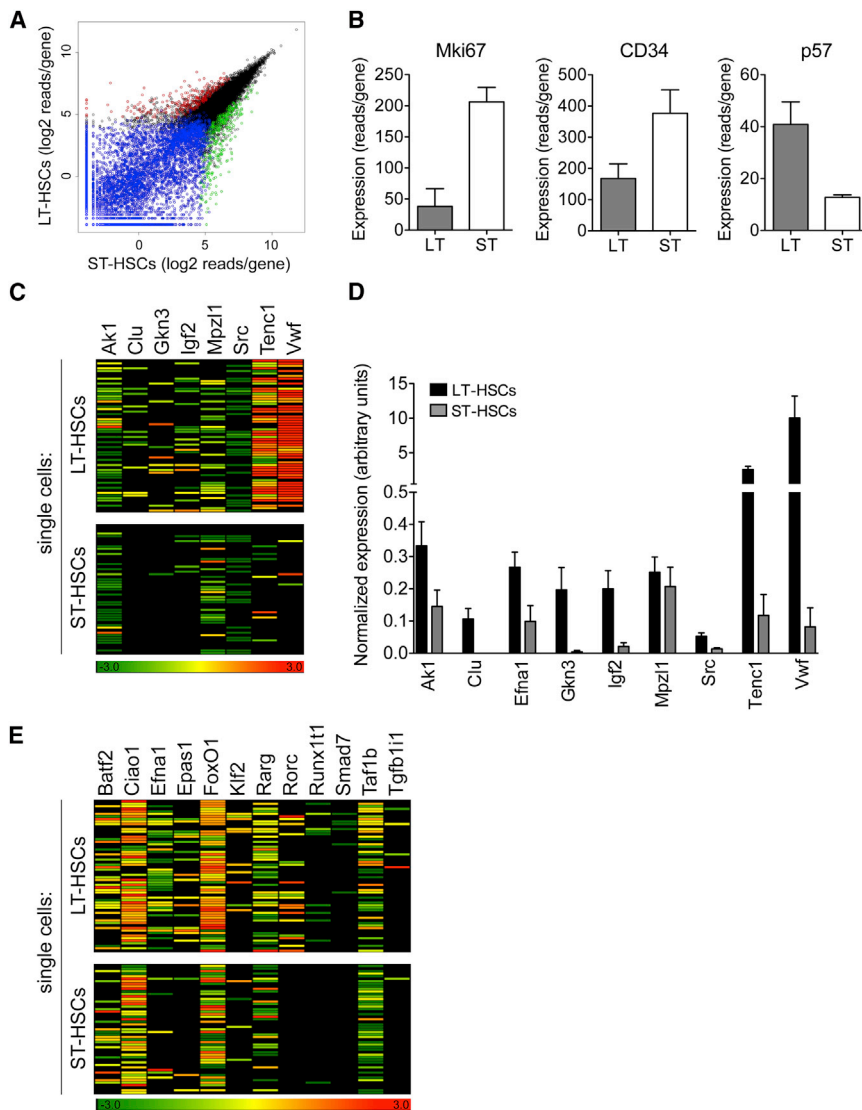 A
LT-HSCs (log2 reads/gene)
10
5
0
0
5
10
ST-HSCs (log2 reads/gene)
B
Mki67
Expression (reads/gene)
250
200
150
100
50
0
LT
ST
CD34
Expression (reads/gene)
500
400
300
200
100
0
LT
ST
p57
Expression (reads/gene)
60
40
20
0
LT
ST
C
Ak1
Clu
Gkn3
Igf2
Mpzl1
Src
Tenc1
Vwf
single cells:
LT-HSCs
ST-HSCs
-3.0
3.0
D
LT-HSCs
ST-HSCs
Normalized expression (arbitrary units)
15
10
5
0.5
0.4
0.3
0.2
0.1
0.0
Ak1
Clu
Efna1
Gkn3
Igf2
Mpzl1
Src
Tenc1
Vwf
E
Batf2
Ciao1
Efna1
Epas1
FoxO1
Klf2
Rarg
Rorc
Runx1t1
Smad7
Taf1b
Tgfb1i1
single cells:
LT-HSCs
ST-HSCs
-3.0
3.0